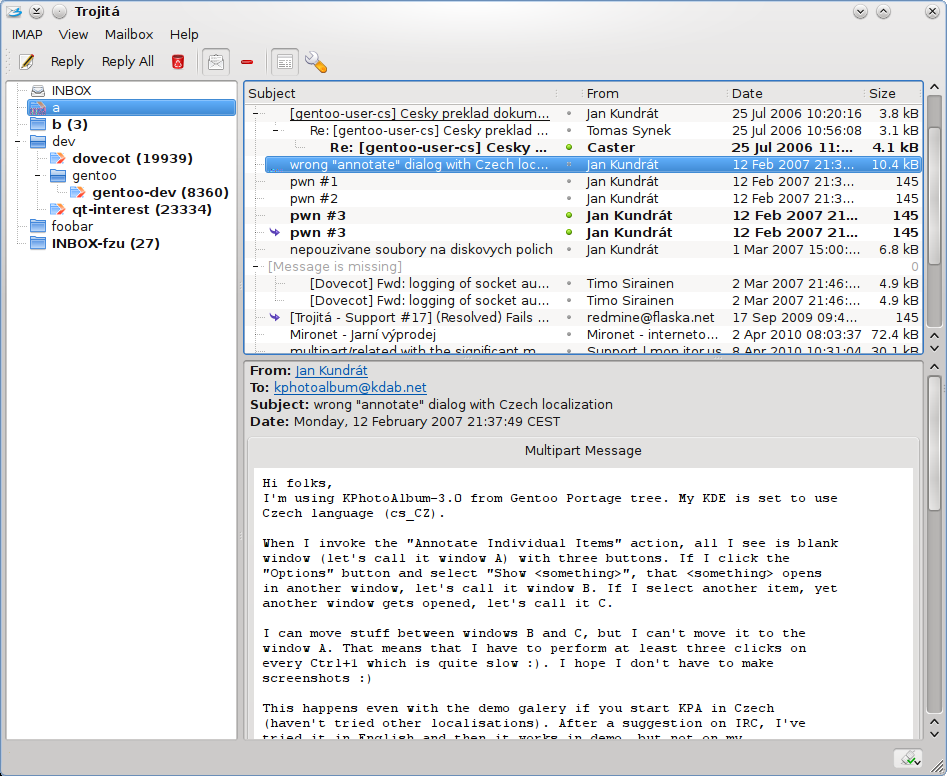 Trojitá
IMAP View Mailbox Help
Reply Reply All
INBOX
a
b (3)
dev
dovecot (19939)
gentoo
gentoo-dev (8360)
qt-interest (23334)
foobar
INBOX-fzu (27)
Subject From Date Size
[gentoo-user-cs] Cesky preklad dokum... Jan Kundrát 25 Jul 2006 10:20:16 3.8 kB
Re: [gentoo-user-cs] Cesky preklad ... Tomas Synek 25 Jul 2006 10:56:08 3.1 kB
Re: [gentoo-user-cs] Cesky ... Caster 25 Jul 2006 11:... 4.1 kB
wrong "annotate" dialog with Czech loc... Jan Kundrát 12 Feb 2007 21:3... 10.4 kB
pwn #1 Jan Kundrát 12 Feb 2007 21:3... 145
pwn #2 Jan Kundrát 12 Feb 2007 21:3... 145
pwn #3 Jan Kundrát 12 Feb 2007 21... 145
pwn #3 Jan Kundrát 12 Feb 2007 21... 145
nepouzivane soubory na diskovych polich Jan Kundrát 1 Mar 2007 15:00:... 6.8 kB
[Message is missing] 0
[Dovecot] Fwd: logging of socket au... Timo Sirainen 2 Mar 2007 21:46:... 4.9 kB
[Dovecot] Fwd: logging of socket au... Timo Sirainen 2 Mar 2007 21:46:... 4.9 kB
[Trojitá - Support #17] (Resolved) Fails ... redmine@flaska.net 17 Sep 2009 09:4... 145
Mironet - Jarní výprodej Mironet - interneto... 2 Apr 2010 08:03:37 72.4 kB
multipart/related with the significant m... Support | mon.itor.us 8 Apr 2010 10:31:04 30.1 kB
From: Jan Kundrát
To: kphotoalbum@kdab.net
Subject: wrong "annotate" dialog with Czech localization
Date: Monday, 12 February 2007 21:37:49 CEST
Multipart Message
Hi folks,
I'm using KPhotoAlbum-3.0 from Gentoo Portage tree. My KDE is set to use
Czech language (cs_CZ).
When I invoke the "Annotate Individual Items" action, all I see is blank
window (let's call it window A) with three buttons. If I click the
"Options" button and select "Show <something>", that <something> opens
in another window, let's call it window B. If I select another item, yet
another window gets opened, let's call it C.
I can move stuff between windows B and C, but I can't move it to the
window A. That means that I have to perform at least three clicks on
every Ctrl+1 which is quite slow :). I hope I don't have to make
screenshots :)
This happens even with the demo galery if you start KPA in Czech
(haven't tried other localisations). After a suggestion on IRC, I've
tried it in English and then it works in demo, but not on my